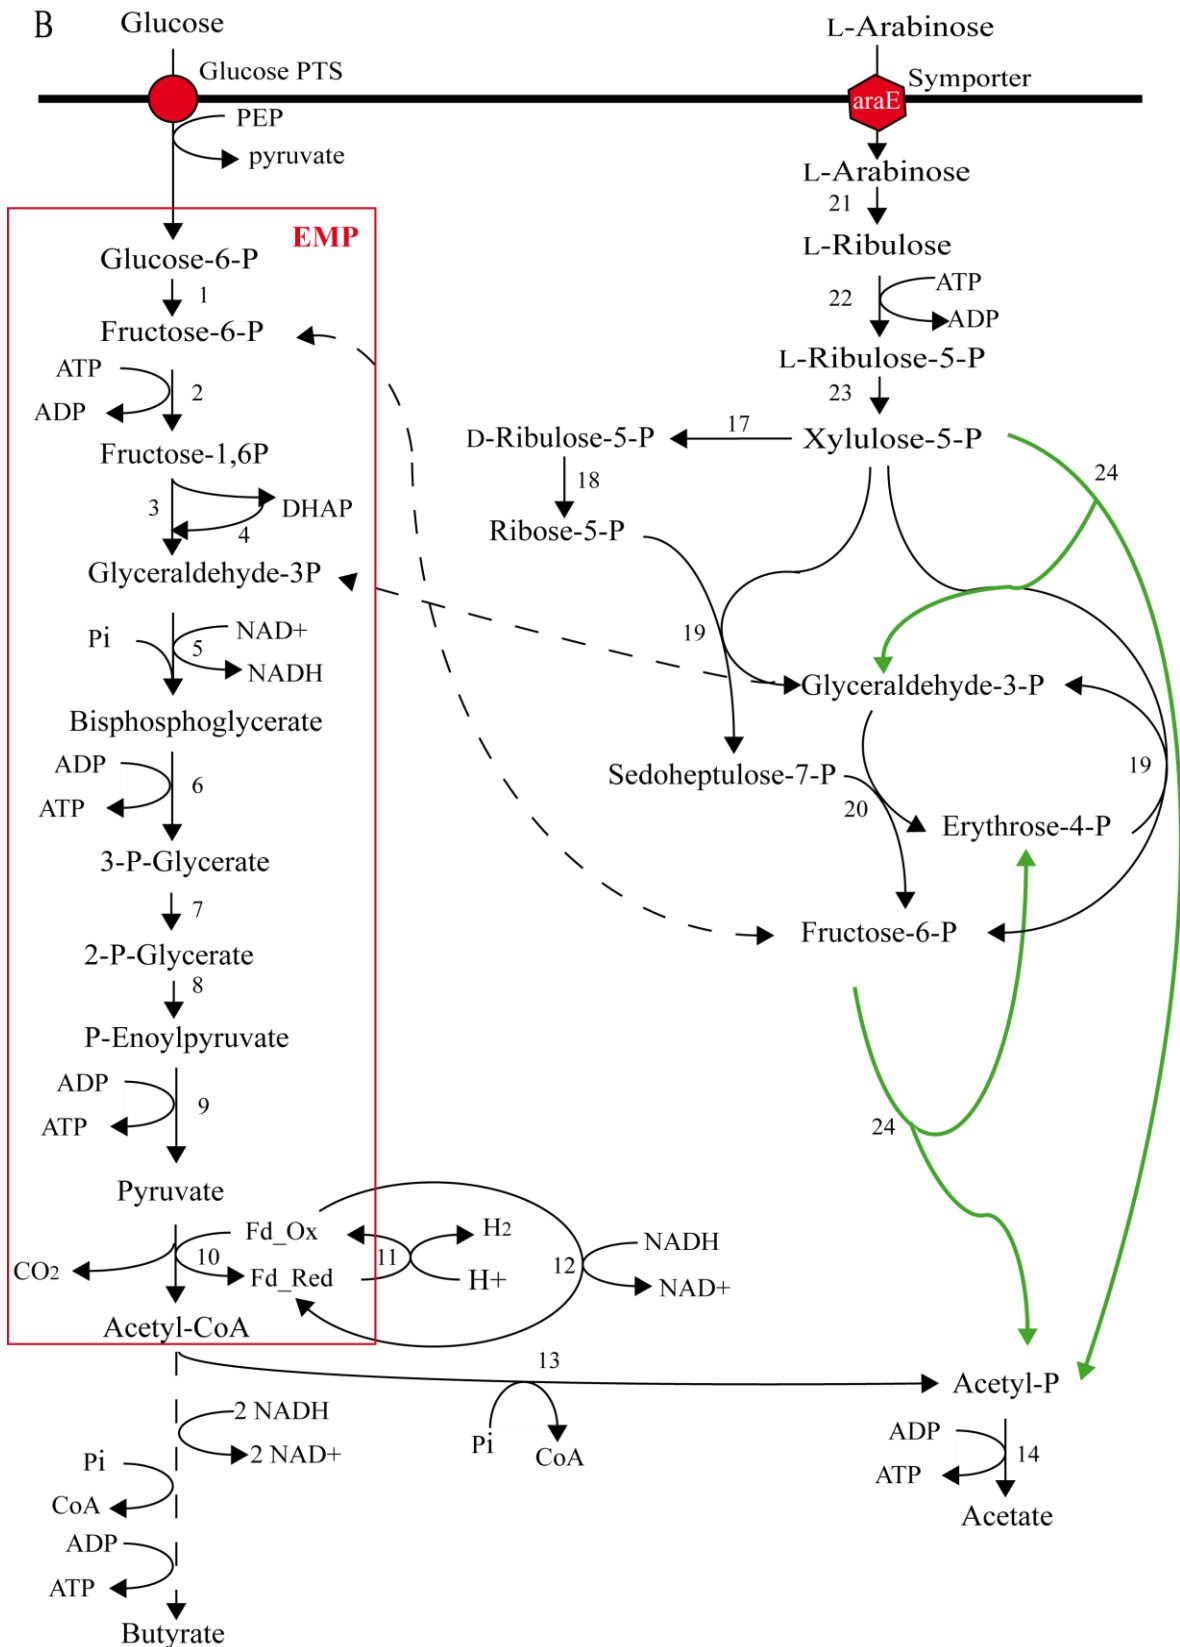 B
Glucose
L-Arabinose
Glucose PTS
Symporter
araE
PEP
pyruvate
L-Arabinose
21
EMP
L-Ribulose
Glucose-6-P
ATP
22
ADP
1
Fructose-6-P
L-Ribulose-5-P
ATP
2
ADP
23
D-Ribulose-5-P
17
Xylulose-5-P
Fructose-1,6P
24
18
3
DHAP
4
Ribose-5-P
Glyceraldehyde-3P
Pi
NAD+
5
NADH
19
Glyceraldehyde-3-P
Bisphosphoglycerate
ADP
6
ATP
Sedoheptulose-7-P
19
20
Erythrose-4-P
3-P-Glycerate
7
Fructose-6-P
2-P-Glycerate
8
P-Enoylpyruvate
ADP
9
ATP
24
Pyruvate
Fd_Ox
H2
NADH
CO2
10
11
12
Fd_Red
H+
NAD+
Acetyl-CoA
13
Acetyl-P
2 NADH
Pi
CoA
2 NAD+
ADP
14
ATP
Pi
CoA
Acetate
ADP
ATP
Butyrate